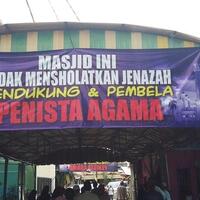 MASJID INI
DAK MENSHOLATKAN JENAZAH
ENDUKUNG & PEMBELA
PENISTA AGAMA